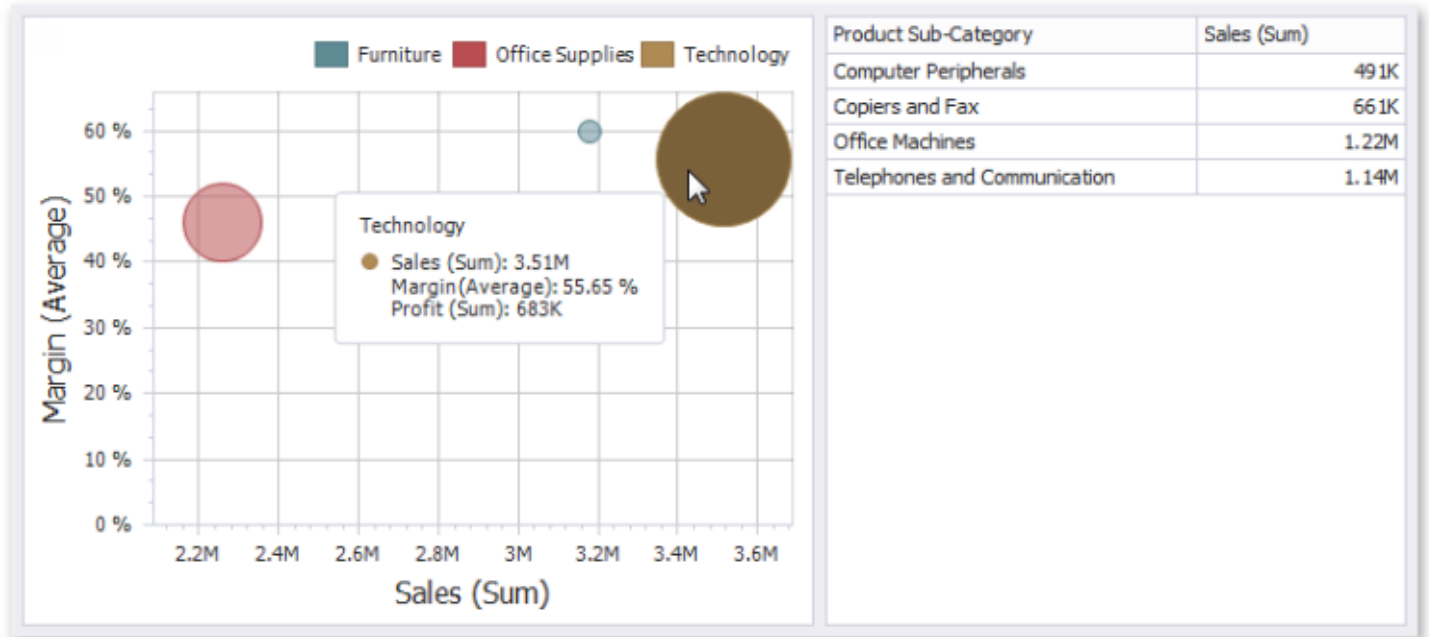 Furniture Office Supplies Technology
60 %
50 %
40 %
30 %
20 %
10 %
0 %
Margin (Average)
2.2M 2.4M 2.6M 2.8M 3M 3.2M 3.4M 3.6M
Sales (Sum)
Technology
Sales (Sum): 3.51M
Margin(Average): 55.65 %
Profit (Sum): 683K
Product Sub-Category Sales (Sum)
Computer Peripherals 491K
Copiers and Fax 661K
Office Machines 1.22M
Telephones and Communication 1.14M